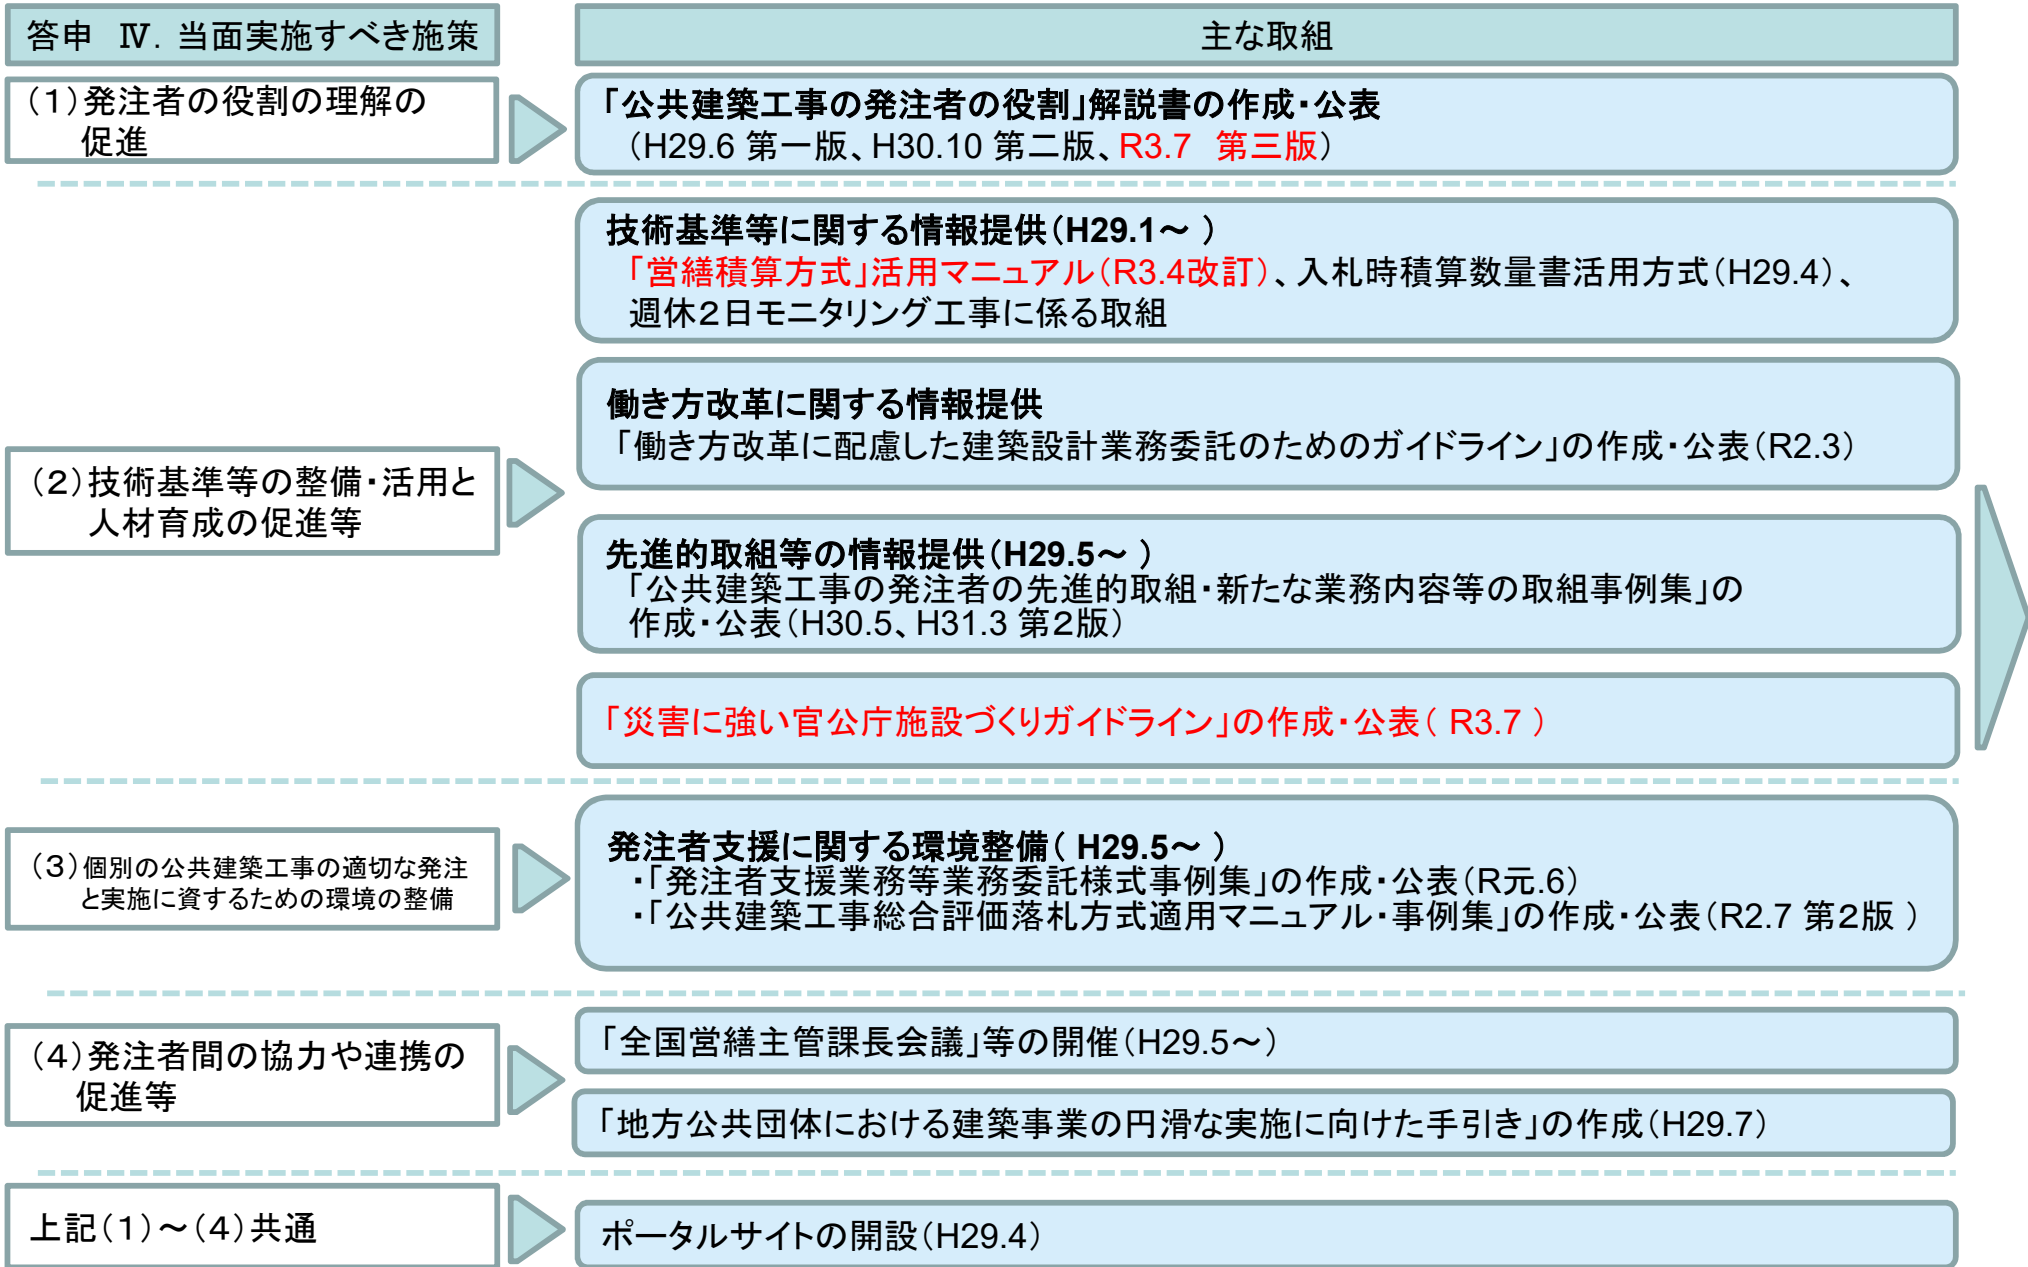 答申 Ⅳ．当面実施すべき施策
主な取組
（１）発注者の役割の理解の
促進
「公共建築工事の発注者の役割」解説書の作成・公表
（H29.6 第一版、H30.10 第二版、R3.7 第三版）
（２）技術基準等の整備・活用と
人材育成の促進等
技術基準等に関する情報提供（H29.1～ ）
「営繕積算方式」活用マニュアル（R3.4改訂）、入札時積算数量書活用方式（H29.4）、
週休２日モニタリング工事に係る取組
働き方改革に関する情報提供
「働き方改革に配慮した建築設計業務委託のためのガイドライン」の作成・公表（R2.3）
先進的取組等の情報提供（H29.5～ ）
「公共建築工事の発注者の先進的取組・新たな業務内容等の取組事例集」の
作成・公表（H30.5、H31.3 第２版）
「災害に強い官公庁施設づくりガイドライン」の作成・公表（ R3.7 ）
（３）個別の公共建築工事の適切な発注
と実施に資するための環境の整備
発注者支援に関する環境整備（ H29.5～ ）
・「発注者支援業務等業務委託様式事例集」の作成・公表（R元.6）
・「公共建築工事総合評価落札方式適用マニュアル・事例集」の作成・公表（R2.7 第２版 ）
（４）発注者間の協力や連携の
促進等
「全国営繕主管課長会議」等の開催（H29.5～）
「地方公共団体における建築事業の円滑な実施に向けた手引き」の作成（H29.7）
上記（１）～（４）共通
ポータルサイトの開設（H29.4）